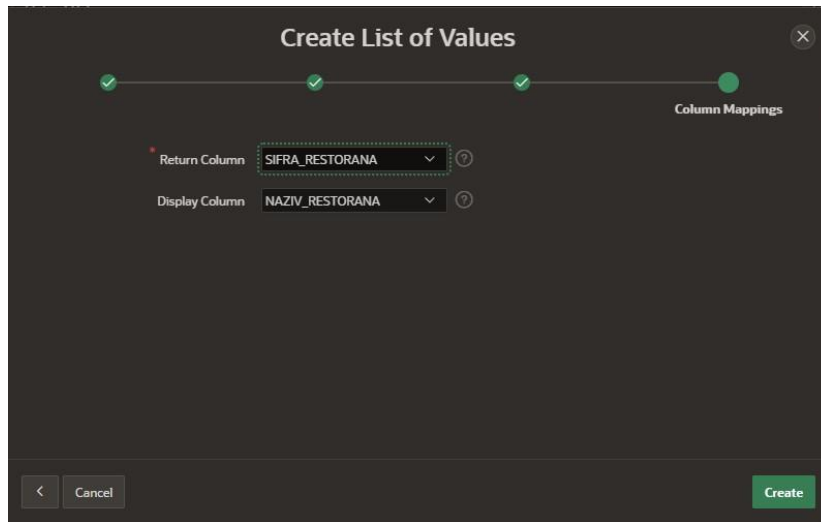 Create List of Values
Column Mappings
* Return Column SIFRA_RESTORANA ?
Display Column NAZIV_RESTORANA ?
Cancel Create